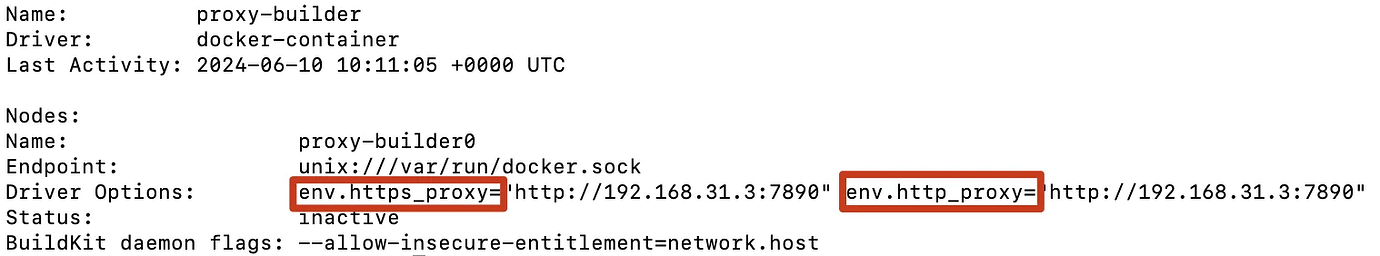 Name: proxy-builder
Driver: docker-container
Last Activity: 2024-06-10 10:11:05 +0000 UTC
Nodes:
Name: proxy-builder0
Endpoint: unix:///var/run/docker.sock
Driver Options: env.https_proxy="http://192.168.31.3:7890" env.http_proxy="http://192.168.31.3:7890"
Status: inactive
BuildKit daemon flags: --allow-insecure-entitlement=network.host